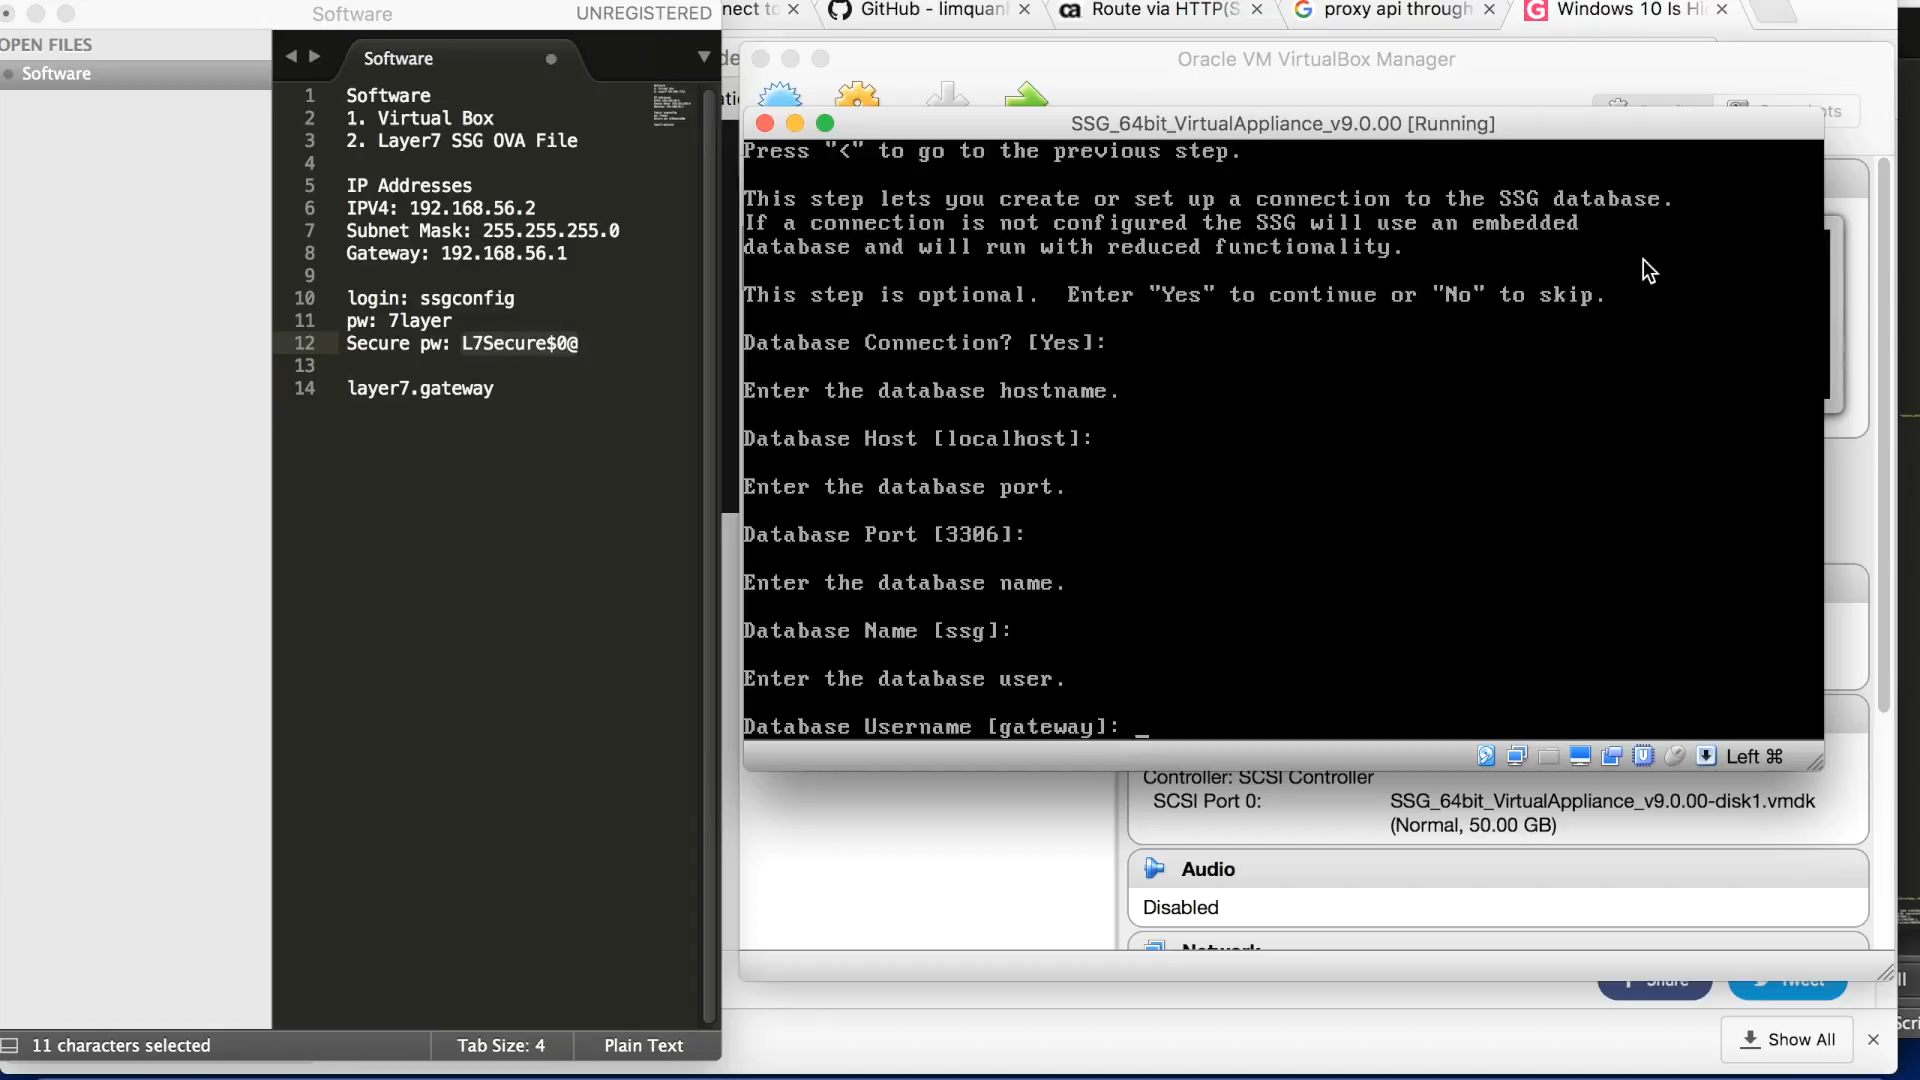 Software
UNREGISTERED
nect to
GitHub - limquan
Route via HTTP(S
proxy api through
Windows 10 Is Hi
OPEN FILES
Software
Software
1 Software
2 1. Virtual Box
3 2. Layer7 SSG OVA File
4
5 IP Addresses
6 IPV4: 192.168.56.2
7 Subnet Mask: 255.255.255.0
8 Gateway: 192.168.56.1
9
10 login: ssgconfig
11 pw: 7layer
12 Secure pw: L7Secure$0@
13
14 layer7.gateway
11 characters selected
Tab Size: 4
Plain Text
Oracle VM VirtualBox Manager
SSG_64bit_VirtualAppliance_v9.0.00 [Running]
Press "<" to go to the previous step.
This step lets you create or set up a connection to the SSG database.
If a connection is not configured the SSG will use an embedded
database and will run with reduced functionality.
This step is optional.  Enter "Yes" to continue or "No" to skip.
Database Connection? [Yes]:
Enter the database hostname.
Database Host [localhost]:
Enter the database port.
Database Port [3306]:
Enter the database name.
Database Name [ssg]:
Enter the database user.
Database Username [gateway]: _
Left ⌘
Controller: SCSI Controller
SCSI Port 0:
SSG_64bit_VirtualAppliance_v9.0.00-disk1.vmdk
(Normal, 50.00 GB)
Audio
Disabled
Network
Share
Tweet
Show All